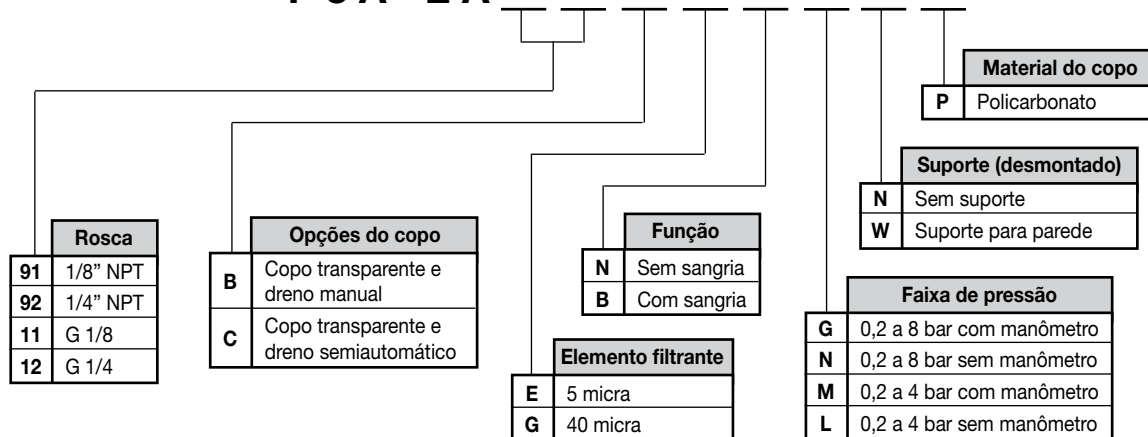 Material do copo
P Policarbonato
Suporte (desmontado)
N Sem suporte
W Suporte para parede
Rosca
91 1/8” NPT
92 1/4” NPT
11 G 1/8
12 G 1/4
Opções do copo
B Copo transparente e
dreno manual
C Copo transparente e
dreno semiautomático
Função
N Sem sangria
B Com sangria
Elemento filtrante
E 5 micra
G 40 micra
Faixa de pressão
G 0,2 a 8 bar com manômetro
N 0,2 a 8 bar sem manômetro
M 0,2 a 4 bar com manômetro
L 0,2 a 4 bar sem manômetro